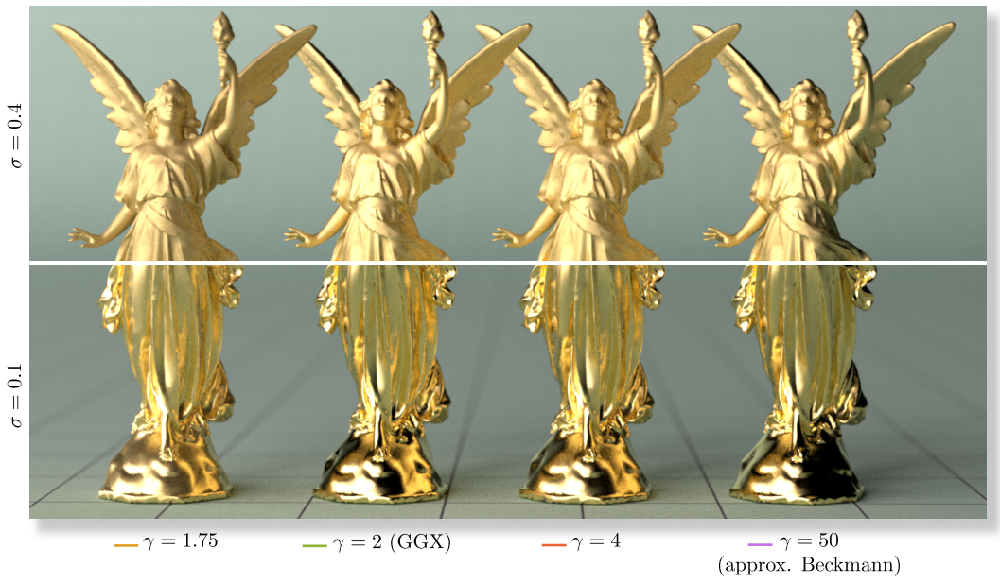 σ = 0.4
σ = 0.1
γ = 1.75
γ = 2 (GGX)
γ = 4
γ = 50
(approx. Beckmann)